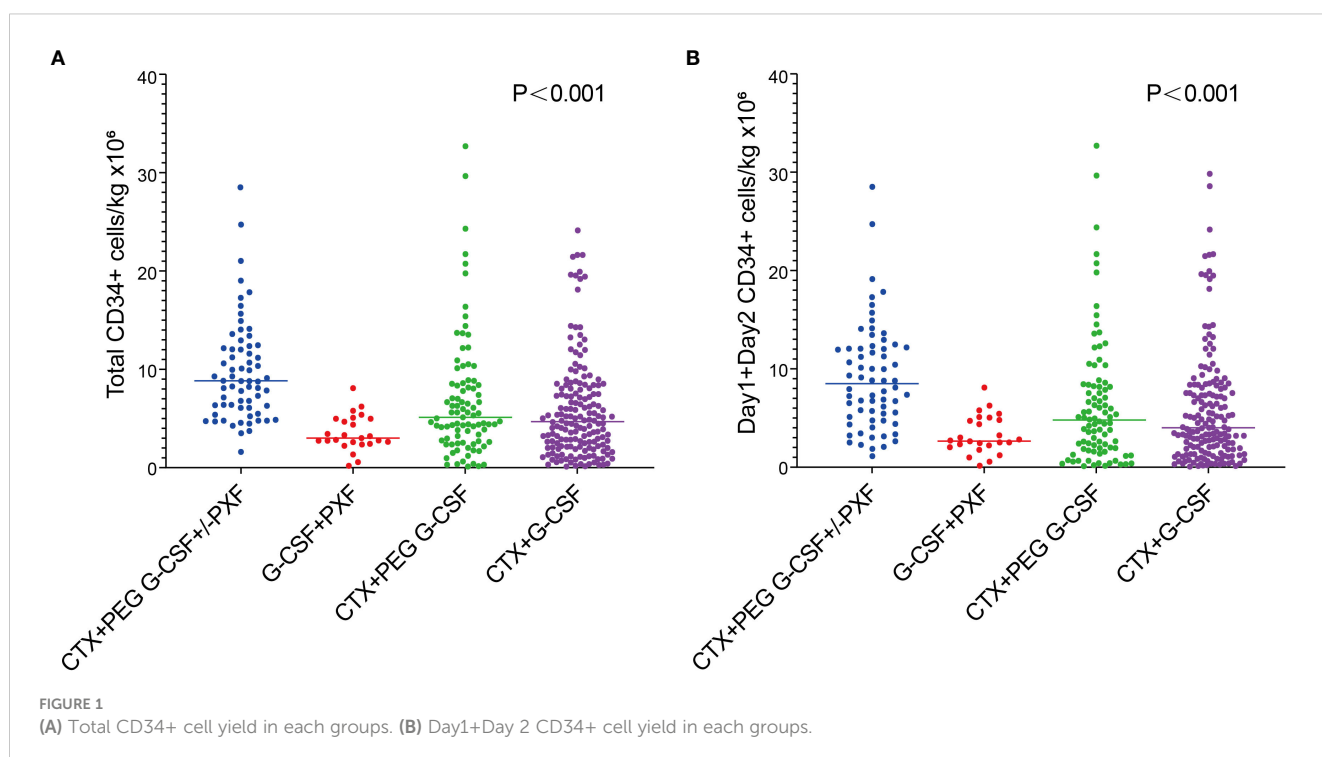 A
B
P<0.001
P<0.001
Total CD34+ cells/kg x10⁶
40
30
20
10
0
CTX+PEG G-CSF+/-PXF
G-CSF+PXF
CTX+PEG G-CSF
CTX+G-CSF
Day1+Day2 CD34+ cells/kg x10⁶
40
30
20
10
0
CTX+PEG G-CSF+/-PXF
G-CSF+PXF
CTX+PEG G-CSF
CTX+G-CSF
FIGURE 1
(A) Total CD34+ cell yield in each groups. (B) Day1+Day 2 CD34+ cell yield in each groups.